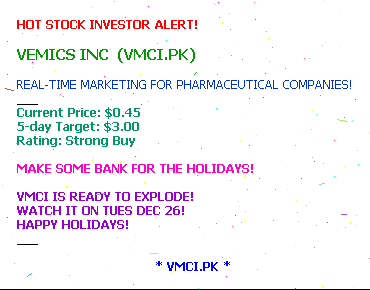 HOT STOCK INVESTOR ALERT!
VEMICS INC (VMCI.PK)
REAL-TIME MARKETING FOR PHARMACEUTICAL COMPANIES!
Current Price: $0.45
5-day Target: $3.00
Rating: Strong Buy
MAKE SOME BANK FOR THE HOLIDAYS!
VMCI IS READY TO EXPLODE!
WATCH IT ON TUES DEC 26!
HAPPY HOLIDAYS!
* VMCI.PK *